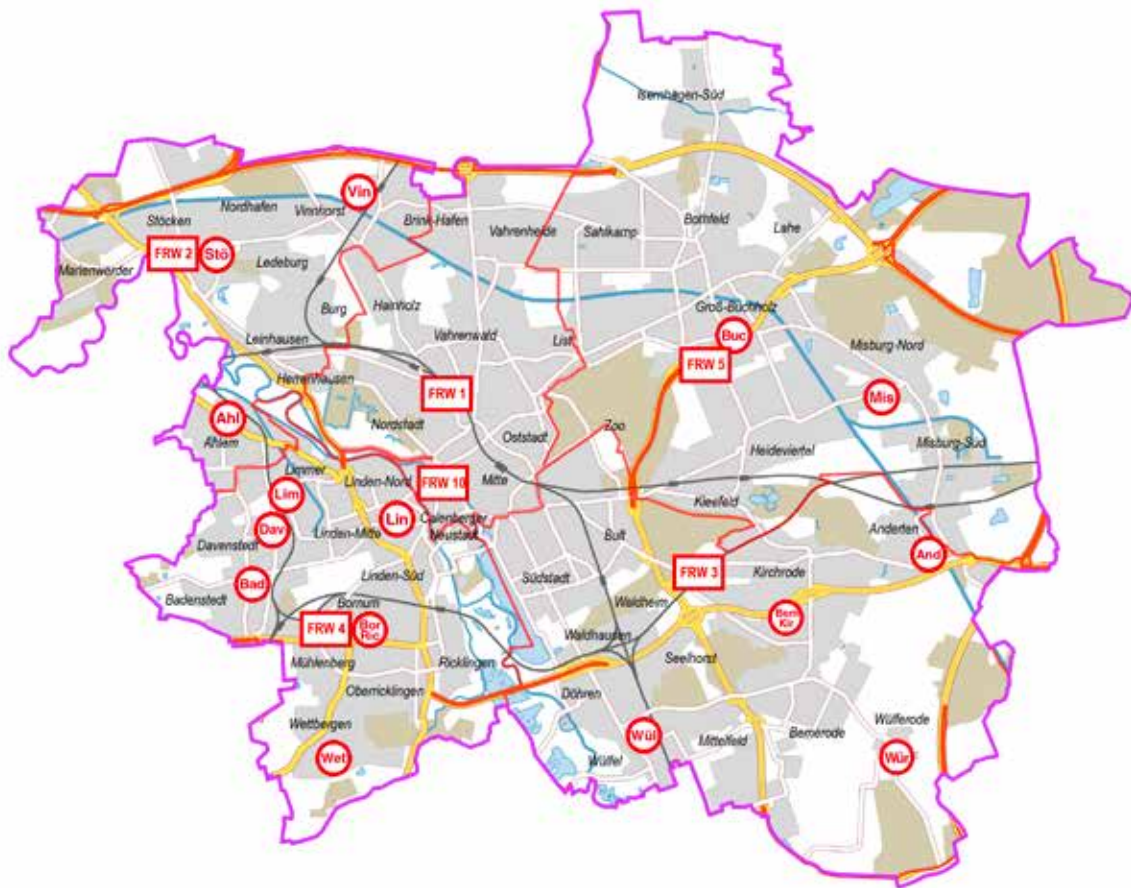 Isernhagen-Süd
Vin
Nordhafen
Vinnhorst
Stöcken
Brink-Hafen
Bothfeld
Lahe
Vahrenheide
Sahlkamp
FRW 2
Stö
Ledeburg
Marienwerder
Burg
Hainholz
Groß-Buchholz
Leinhausen
Vahrenwald
List
Buc
Misburg-Nord
FRW 5
Herrenhausen
FRW 1
Mis
Ahl
Nordstadt
Zoo
Ahlem
Oststadt
Misburg-Süd
Heideviertel
Limmer
Linden-Nord
FRW 10
Mitte
Lim
Kleefeld
Lin
Calenberger
Neustadt
Dav
Davenstedt
Linden-Mitte
Bult
Anderten
And
FRW 3
Kirchrode
Bad
Badenstedt
Linden-Süd
Südstadt
Waldheim
Bornum
Bem
Kir
FRW 4
Bor
Ric
Waldhausen
Mühlenberg
Ricklingen
Seelhorst
Oberricklingen
Döhren
Wettbergen
Wülferode
Bemerode
Mittelfeld
Wül
Wet
Wülfel
Wür